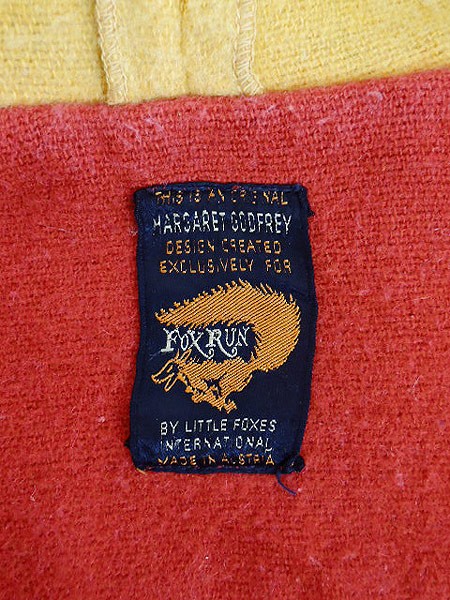 THIS IS AN ORIGINAL
MARGARET GODFREY
DESIGN CREATED
EXCLUSIVELY FOR
FOX RUN
BY LITTLE FOXES
INTERNATIONAL
MADE IN AUSTRIA